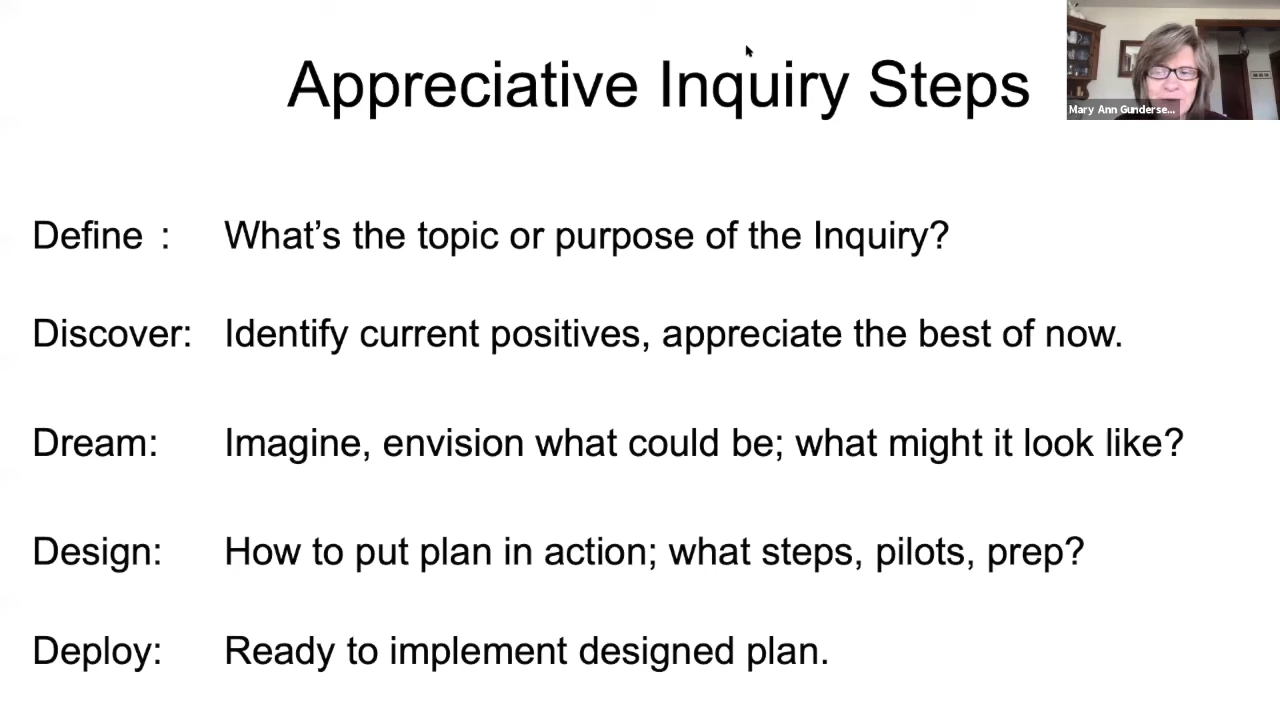 Appreciative Inquiry Steps
Mary Ann Gunderse...
Define : What’s the topic or purpose of the Inquiry?
Discover: Identify current positives, appreciate the best of now.
Dream: Imagine, envision what could be; what might it look like?
Design: How to put plan in action; what steps, pilots, prep?
Deploy: Ready to implement designed plan.